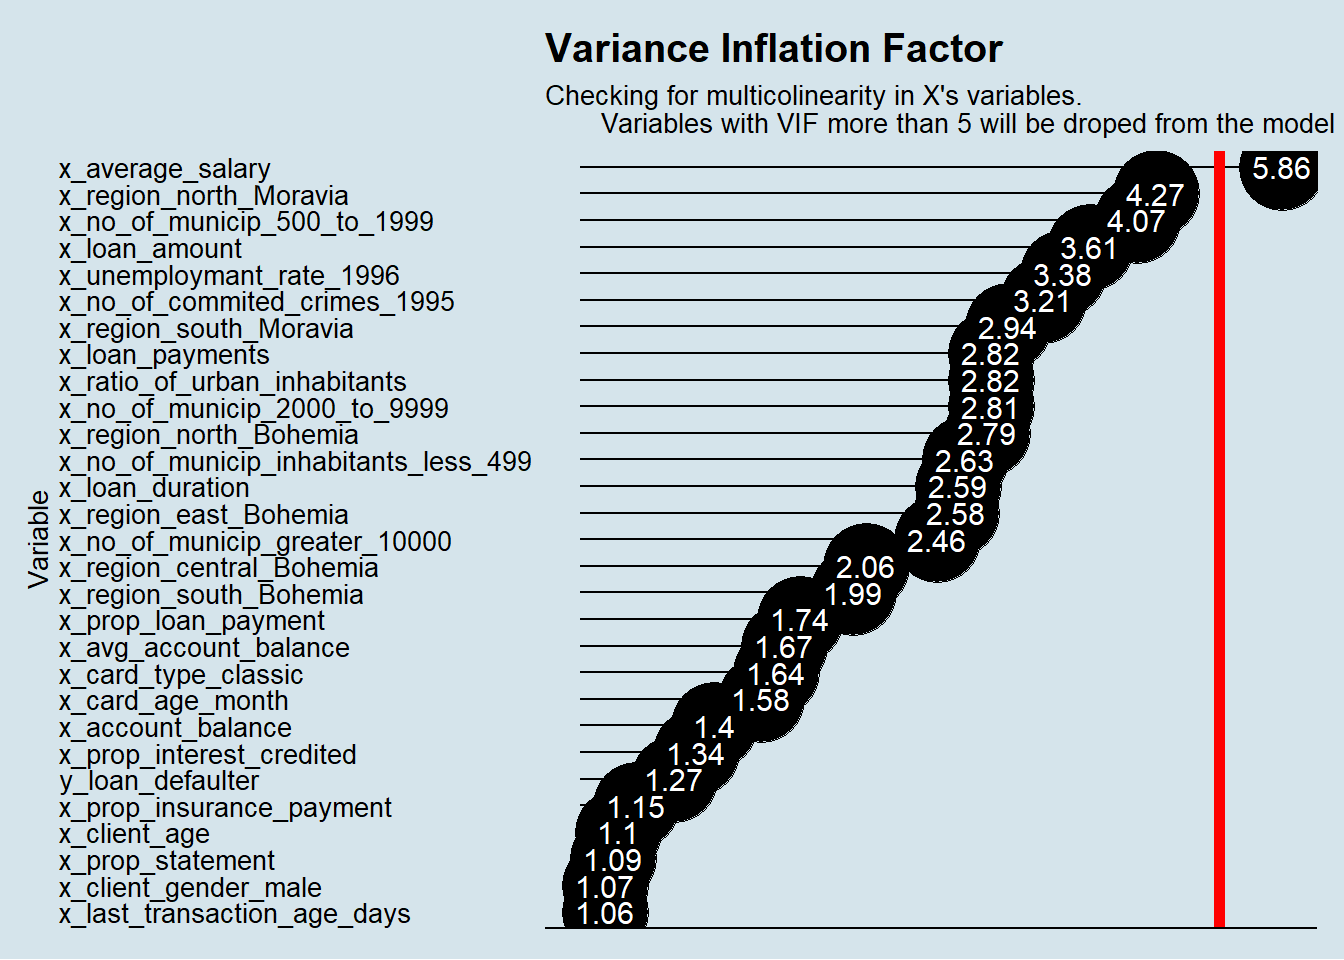 Variance Inflation Factor
Checking for multicolinearity in X's variables.
Variables with VIF more than 5 will be droped from the model
Variable
x_average_salary 5.86
x_region_north_Moravia 4.27
x_no_of_municip_500_to_1999 4.07
x_loan_amount 3.61
x_unemploymant_rate_1996 3.38
x_no_of_commited_crimes_1995 3.21
x_region_south_Moravia 2.94
x_loan_payments 2.82
x_ratio_of_urban_inhabitants 2.82
x_no_of_municip_2000_to_9999 2.81
x_region_north_Bohemia 2.79
x_no_of_municip_inhabitants_less_499 2.63
x_loan_duration 2.59
x_region_east_Bohemia 2.58
x_no_of_municip_greater_10000 2.46
x_region_central_Bohemia 2.06
x_region_south_Bohemia 1.99
x_prop_loan_payment 1.74
x_avg_account_balance 1.67
x_card_type_classic 1.64
x_card_age_month 1.58
x_account_balance 1.4
x_prop_interest_credited 1.34
y_loan_defaulter 1.27
x_prop_insurance_payment 1.15
x_client_age 1.1
x_prop_statement 1.09
x_client_gender_male 1.07
x_last_transaction_age_days 1.06